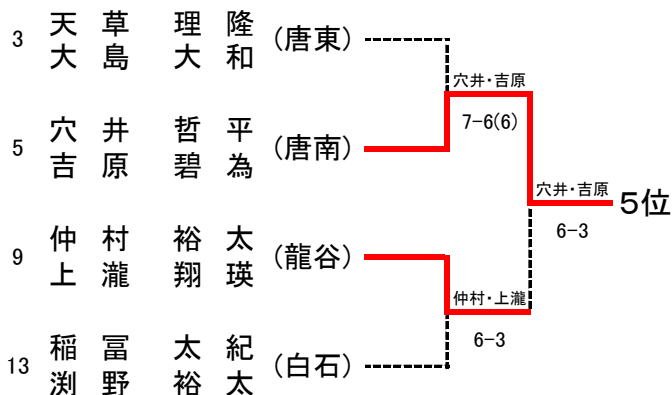 3 天草 理隆 (唐東)
大島 大和
穴井・吉原
7-6(6)
5 穴井 哲平 (唐南)
吉原 碧為
穴井・吉原
5位
6-3
9 仲村 裕太 (龍谷)
上瀧 翔瑛
仲村・上瀧
6-3
13 稲冨 太紀 (白石)
渕野 裕太